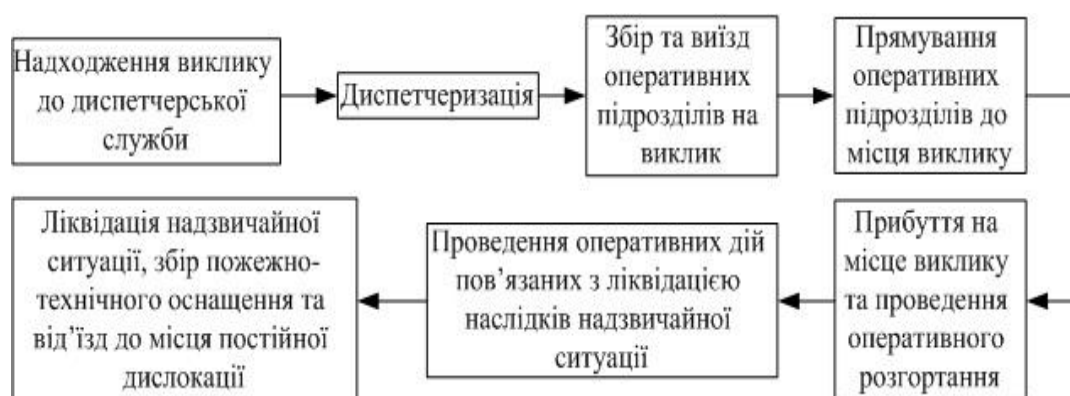 Надходження виклику
до диспетчерської
служби
Диспетчеризація
Збір та виїзд
оперативних
підрозділів на
виклик
Прямування
оперативних
підрозділів до
місця виклику
Прибуття на
місце виклику
та проведення
оперативного
розгортання
Проведення оперативних дій
пов’язаних з ліквідацією
наслідків надзвичайної
ситуації
Ліквідація надзвичайної
ситуації, збір пожежно-
технічного оснащення та
від’їзд до місця постійної
дислокації